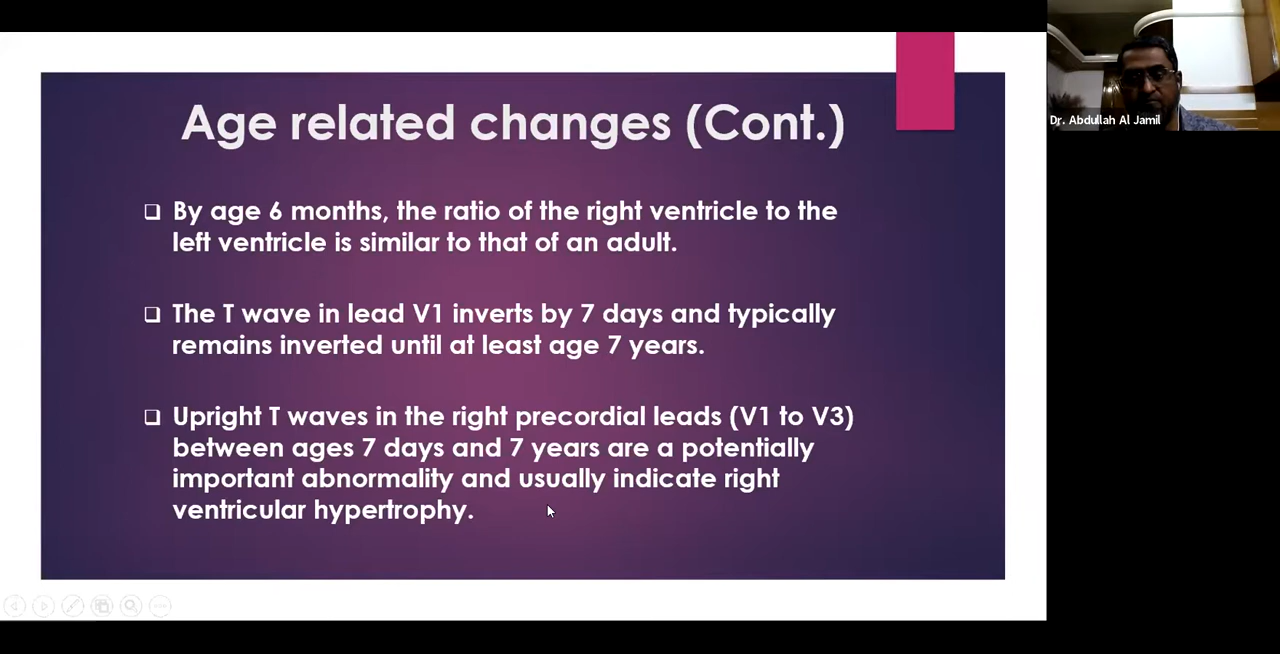 Age related changes (Cont.)
By age 6 months, the ratio of the right ventricle to the
left ventricle is similar to that of an adult.
The T wave in lead V1 inverts by 7 days and typically
remains inverted until at least age 7 years.
Upright T waves in the right precordial leads (V1 to V3)
between ages 7 days and 7 years are a potentially
important abnormality and usually indicate right
ventricular hypertrophy.
Dr. Abdullah Al Jamil